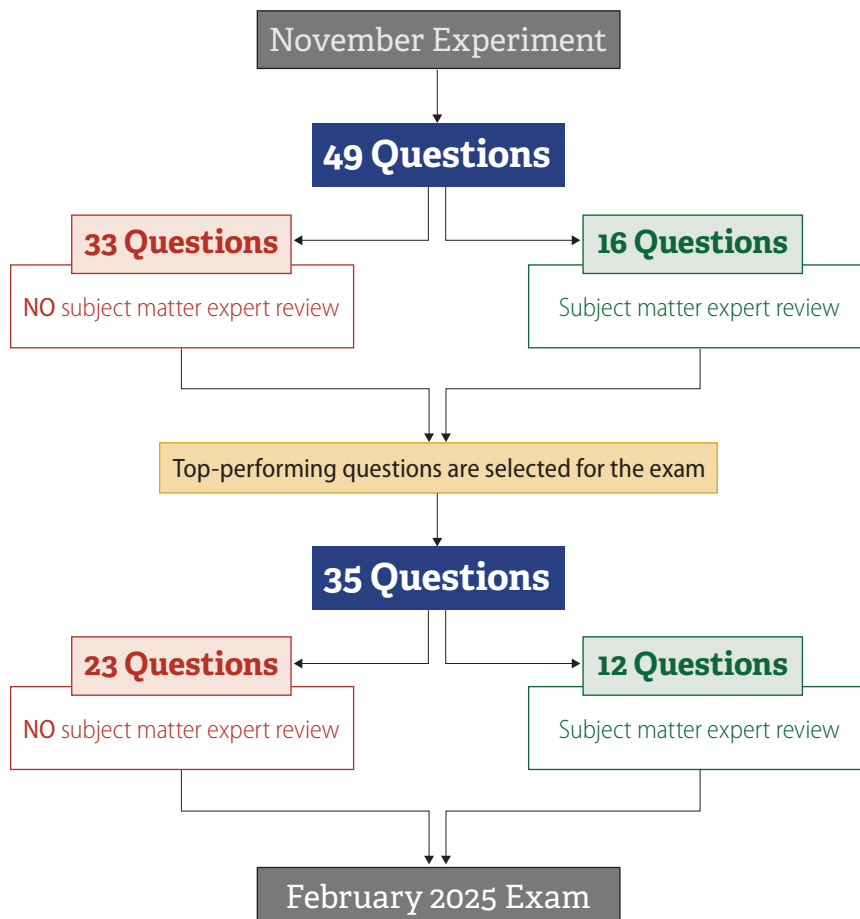 November Experiment
49 Questions
33 Questions
NO subject matter expert review
16 Questions
Subject matter expert review
Top-performing questions are selected for the exam
35 Questions
23 Questions
NO subject matter expert review
12 Questions
Subject matter expert review
February 2025 Exam